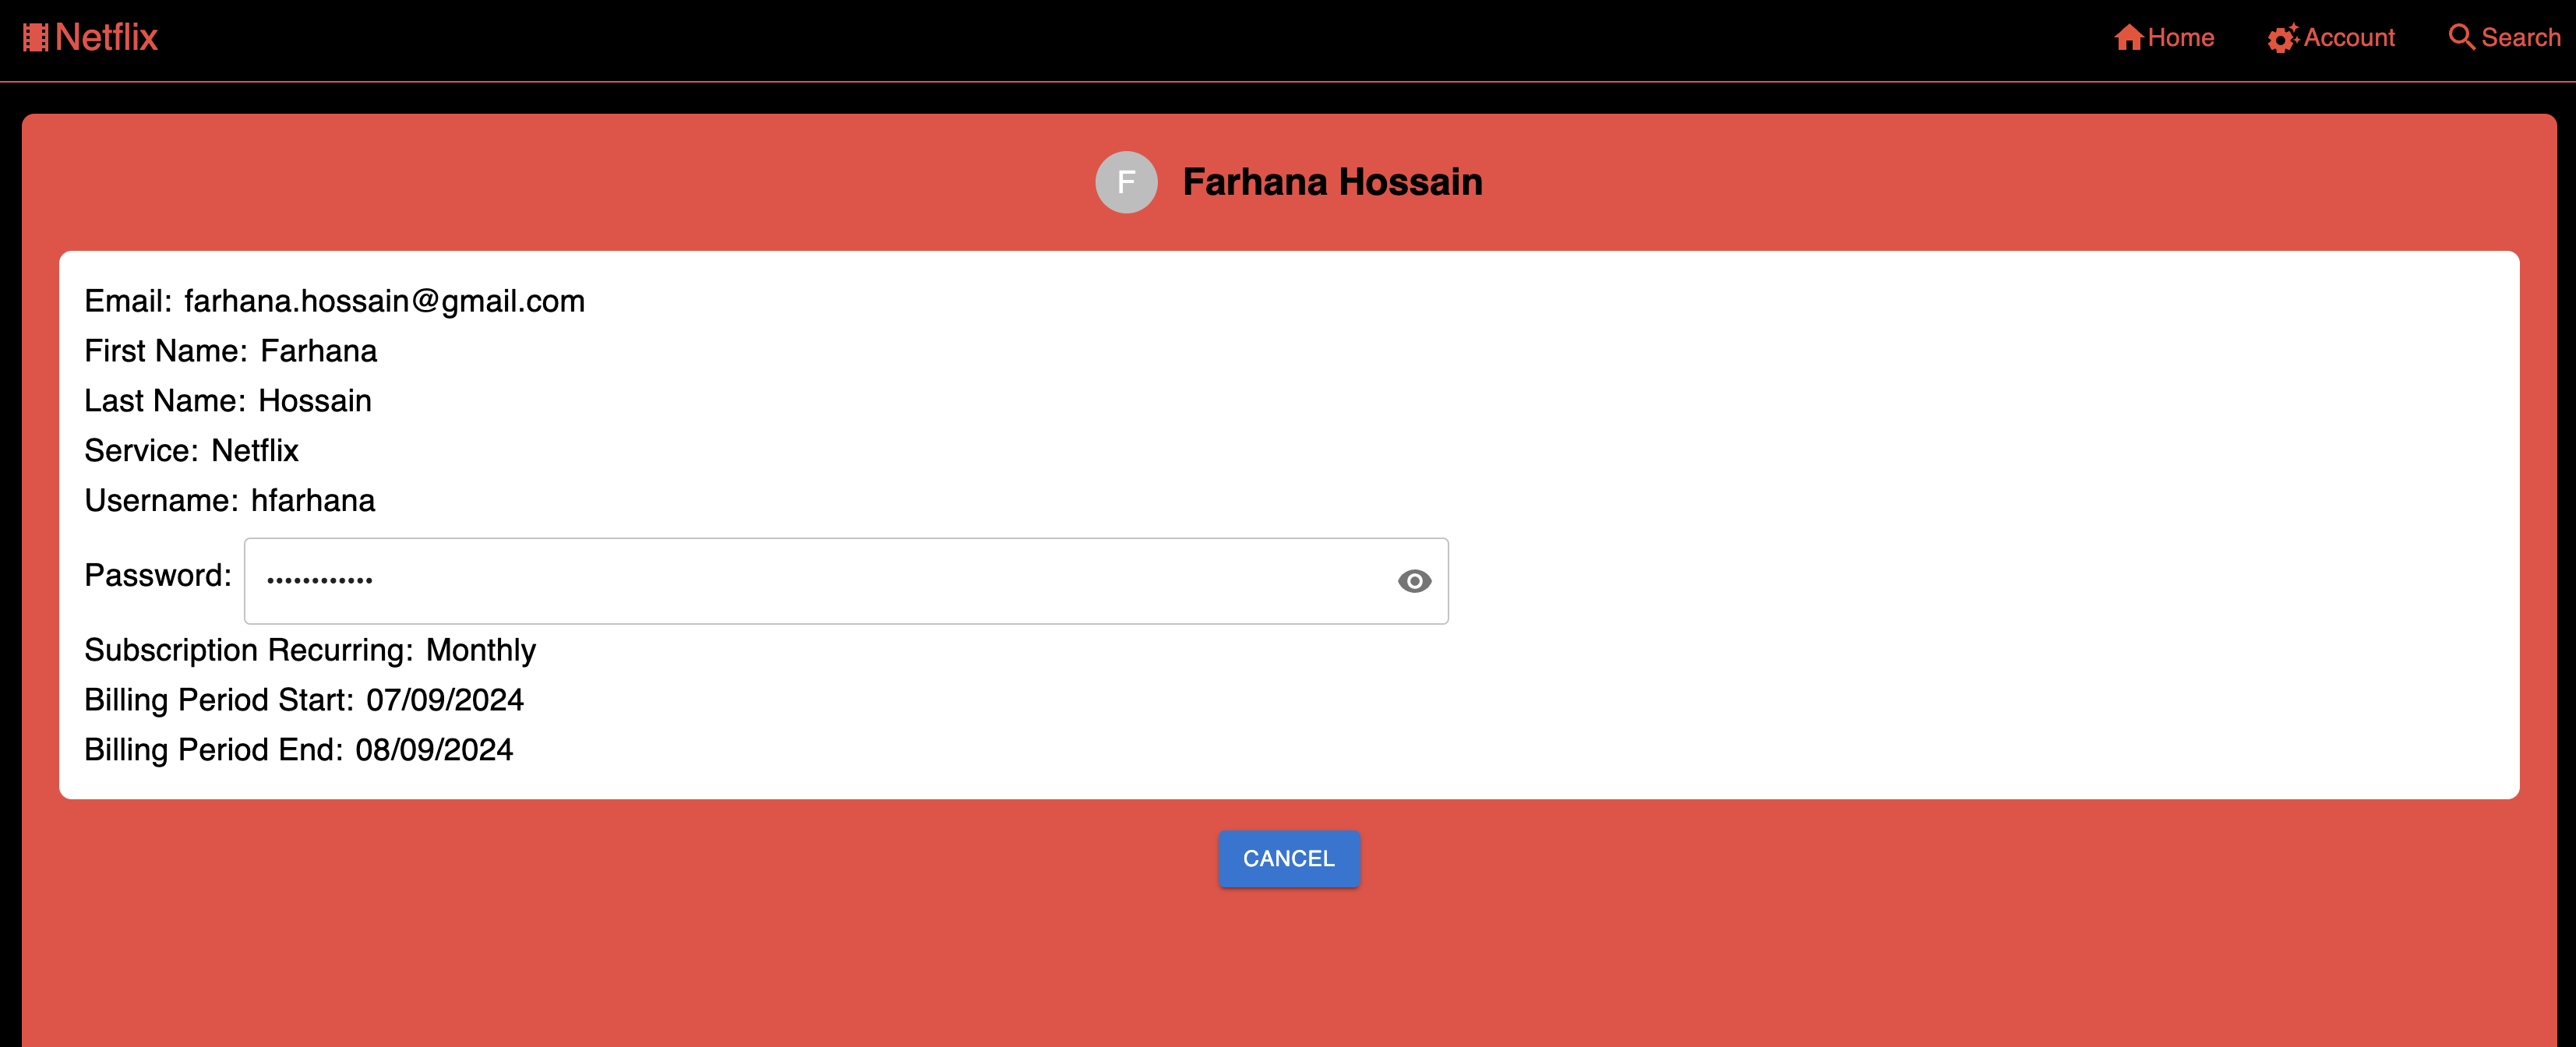 Netflix Home Account Search
F Farhana Hossain
Email: farhana.hossain@gmail.com
First Name: Farhana
Last Name: Hossain
Service: Netflix
Username: hfarhana
Password: ••••••••••••
Subscription Recurring: Monthly
Billing Period Start: 07/09/2024
Billing Period End: 08/09/2024
CANCEL